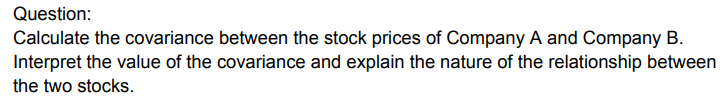 Question:
Calculate the covariance between the stock prices of Company A and Company B.
Interpret the value of the covariance and explain the nature of the relationship between
the two stocks.